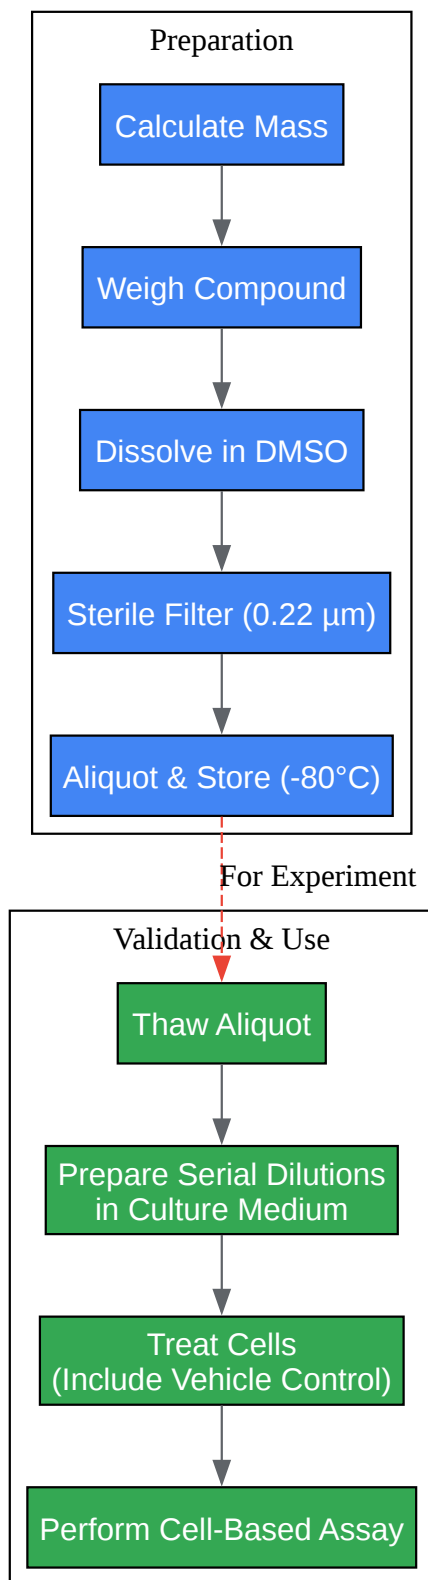 Preparation
Calculate Mass
Weigh Compound
Dissolve in DMSO
Sterile Filter (0.22 µm)
Aliquot & Store (-80°C)
For Experiment
Validation & Use
Thaw Aliquot
Prepare Serial Dilutions
in Culture Medium
Treat Cells
(Include Vehicle Control)
Perform Cell-Based Assay